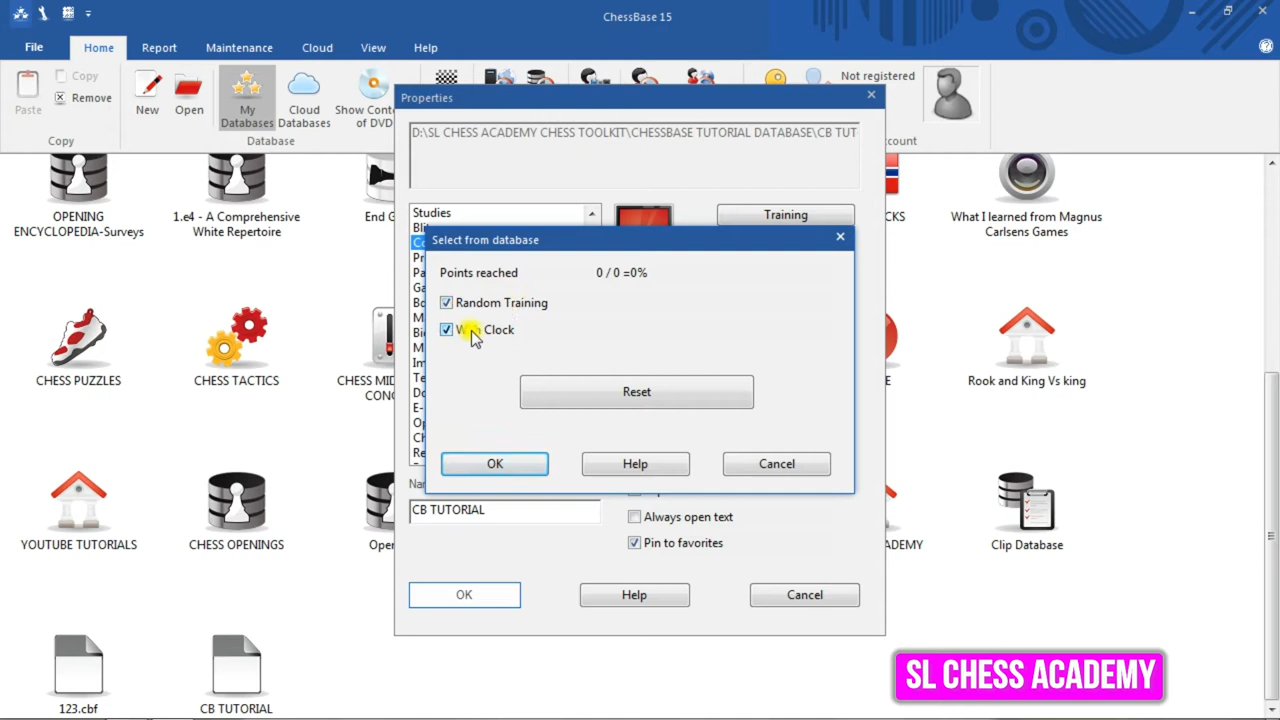 ChessBase 15
File
Home
Report
Maintenance
Cloud
View
Help
Paste
Copy
Remove
Copy
New
Open
My Databases
Cloud Databases
Show Cont
of DVD
Database
Not registered
count
Properties
D:\SL CHESS ACADEMY CHESS TOOLKIT\CHESSBASE TUTORIAL DATABASE\CB TUT
Studies
Training
Select from database
Points reached 0 / 0 =0%
Random Training
Clock
Reset
OK
Help
Cancel
CB TUTORIAL
Always open text
Pin to favorites
OK
Help
Cancel
OPENING
ENCYCLOPEDIA-Surveys
1.e4 - A Comprehensive
White Repertoire
End G
CKS
What I learned from Magnus
Carlsens Games
CHESS PUZZLES
CHESS TACTICS
CHESS MID
CONC
E
Rook and King Vs king
YOUTUBE TUTORIALS
CHESS OPENINGS
Open
ADEMY
Clip Database
123.cbf
CB TUTORIAL
SL CHESS ACADEMY